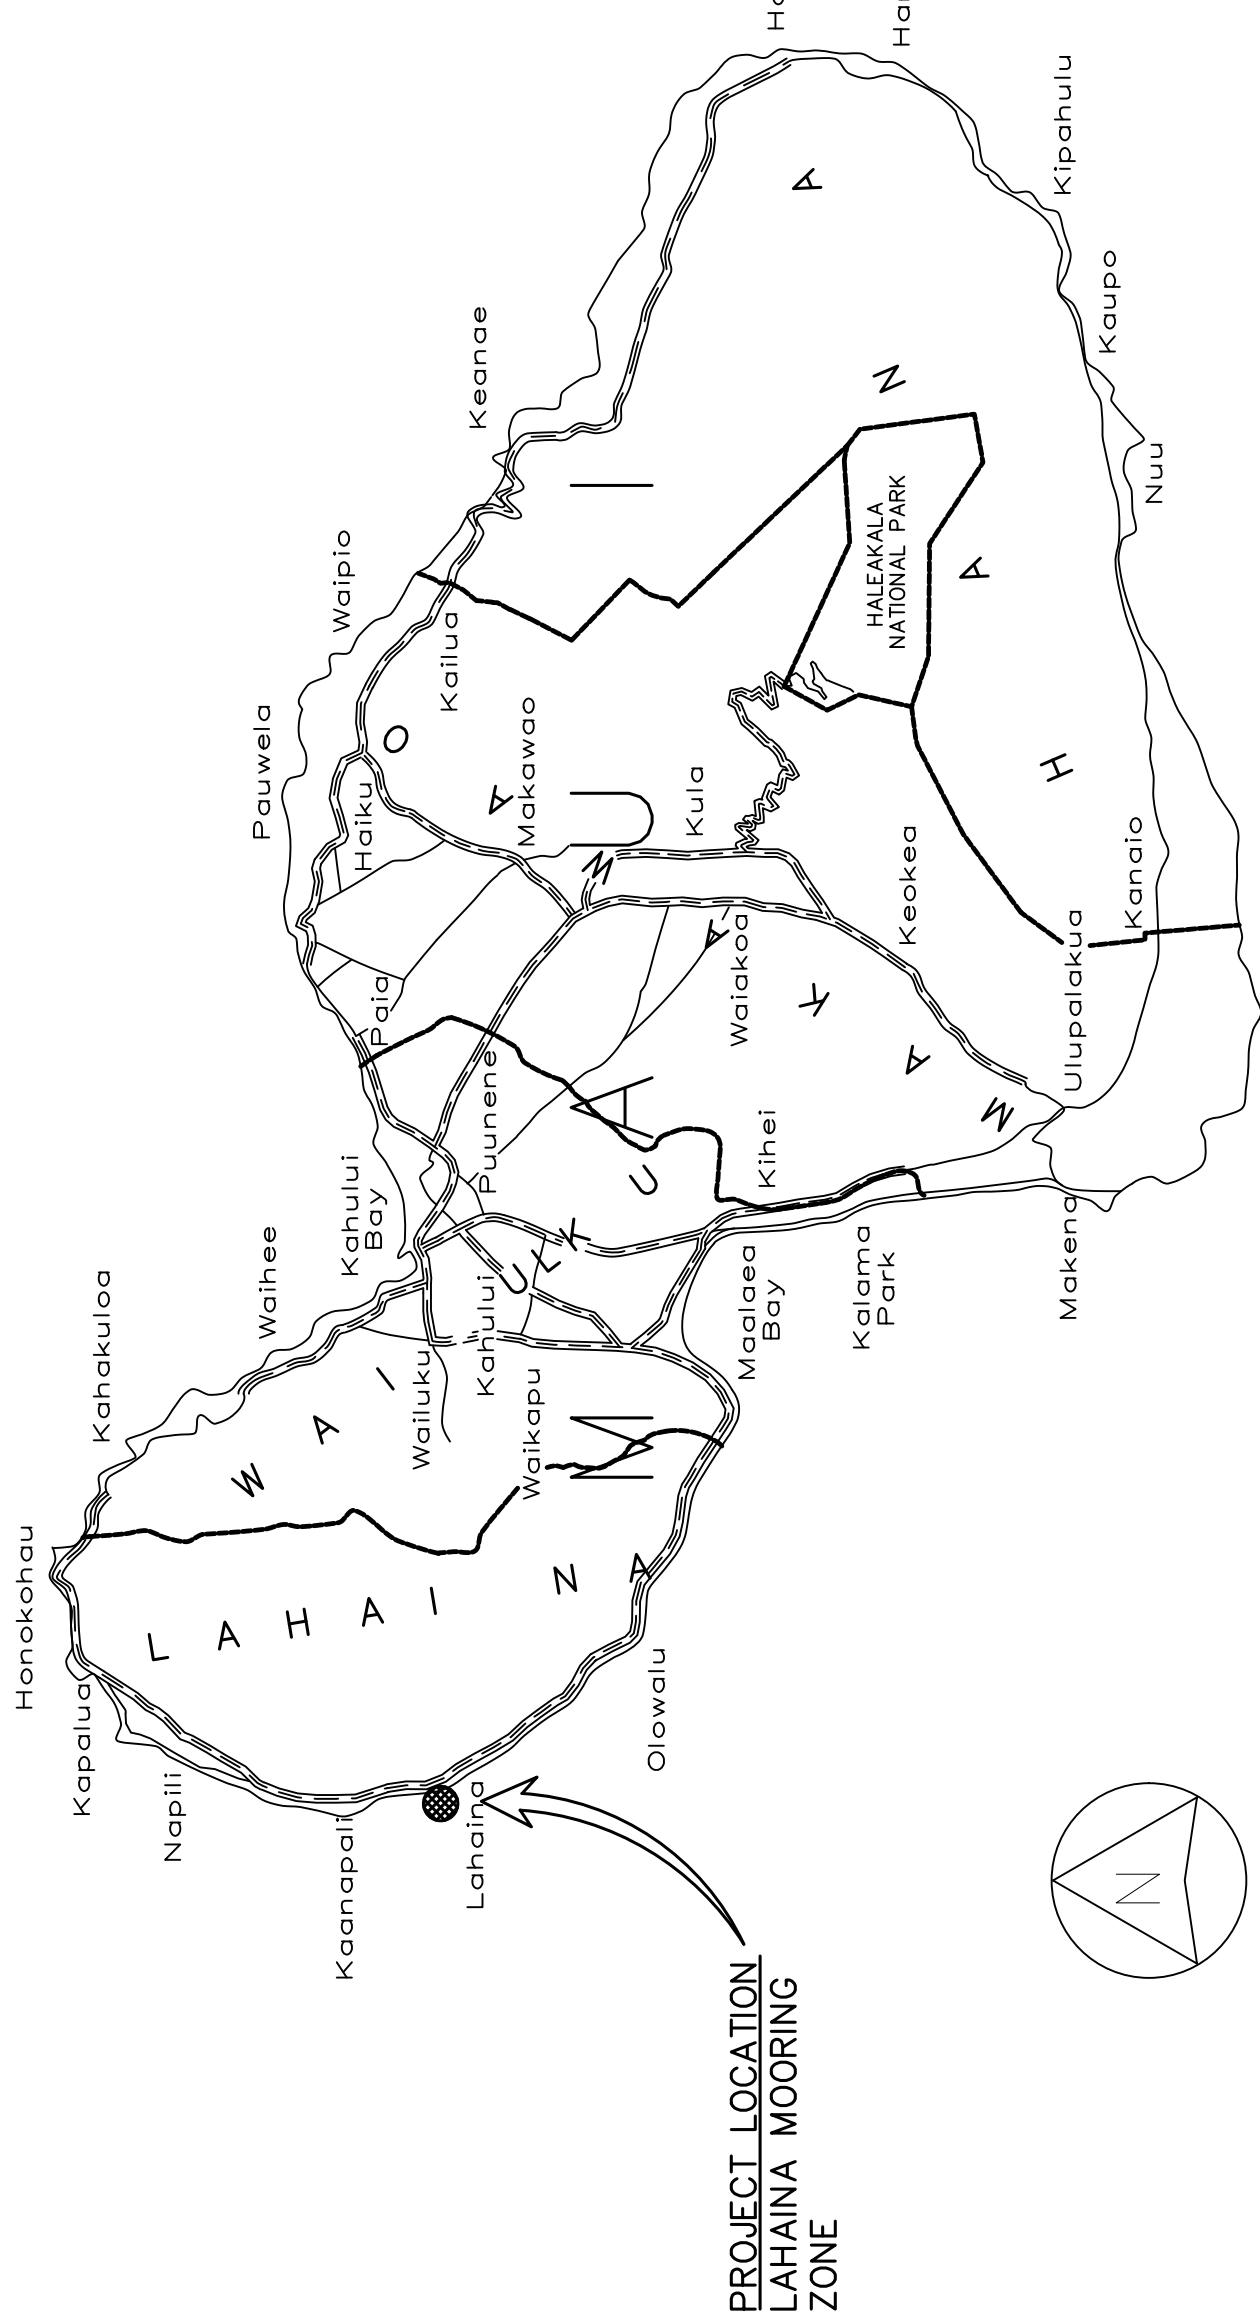 Honokohau
Kapalua
Napili
Kahakuloa
Kaanapali
Waihee
Kahului
Bay
Pauwela
Waipio
Keanae
Kipahulu
Kaupo
Nuu
LAHAINA
WAILUKU
MAKAWAO
HANA
MAUI
Wailuku
Kahului
Waikapu
Puunene
Paia
Haiku
Kailua
Makawao
Kula
Waiakoa
Keokea
Ulupalakua
Kanaio
HALEAKALA
NATIONAL PARK
Lahaina
Olowalu
Maalaea
Bay
Kihei
Kalama
Park
Makena
PROJECT LOCATION
LAHAINA MOORING
ZONE
N